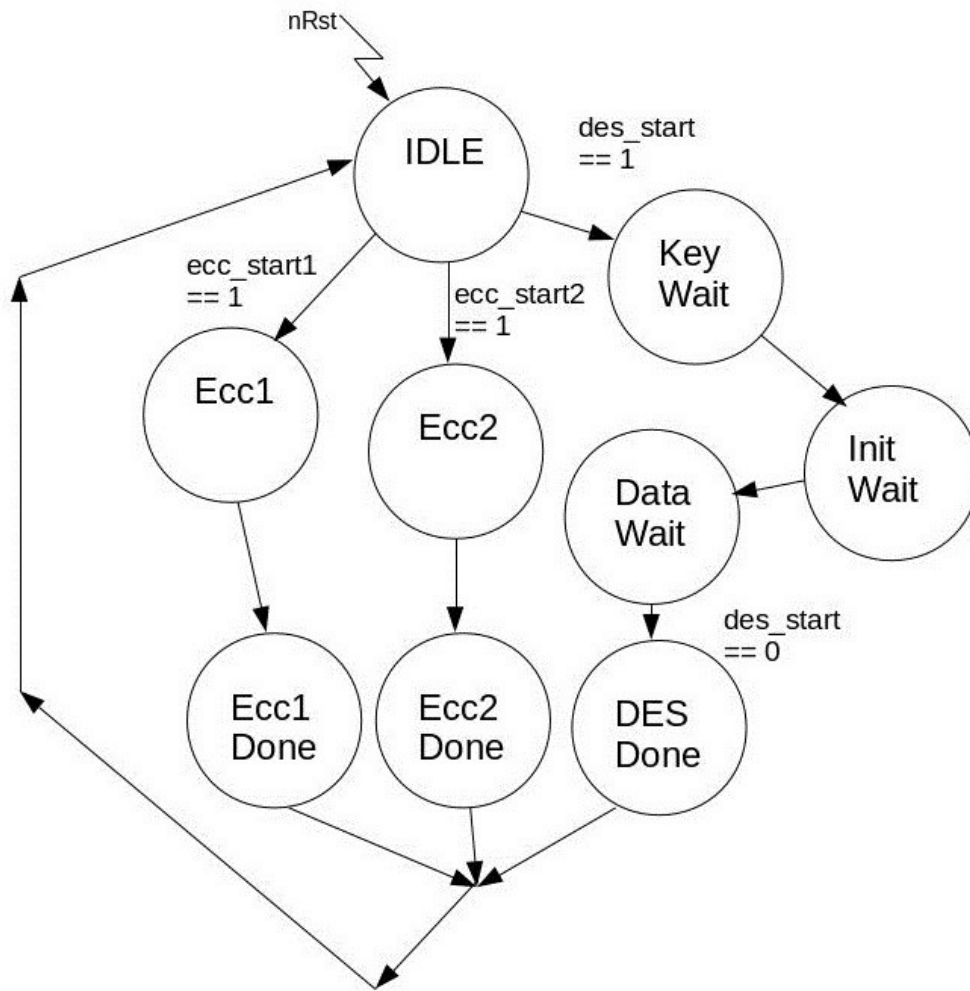 nRst
IDLE
des_start
== 1
Key
Wait
ecc_start1
== 1
ecc_start2
== 1
Ecc1
Ecc2
Init
Wait
Data
Wait
des_start
== 0
Ecc1
Done
Ecc2
Done
DES
Done